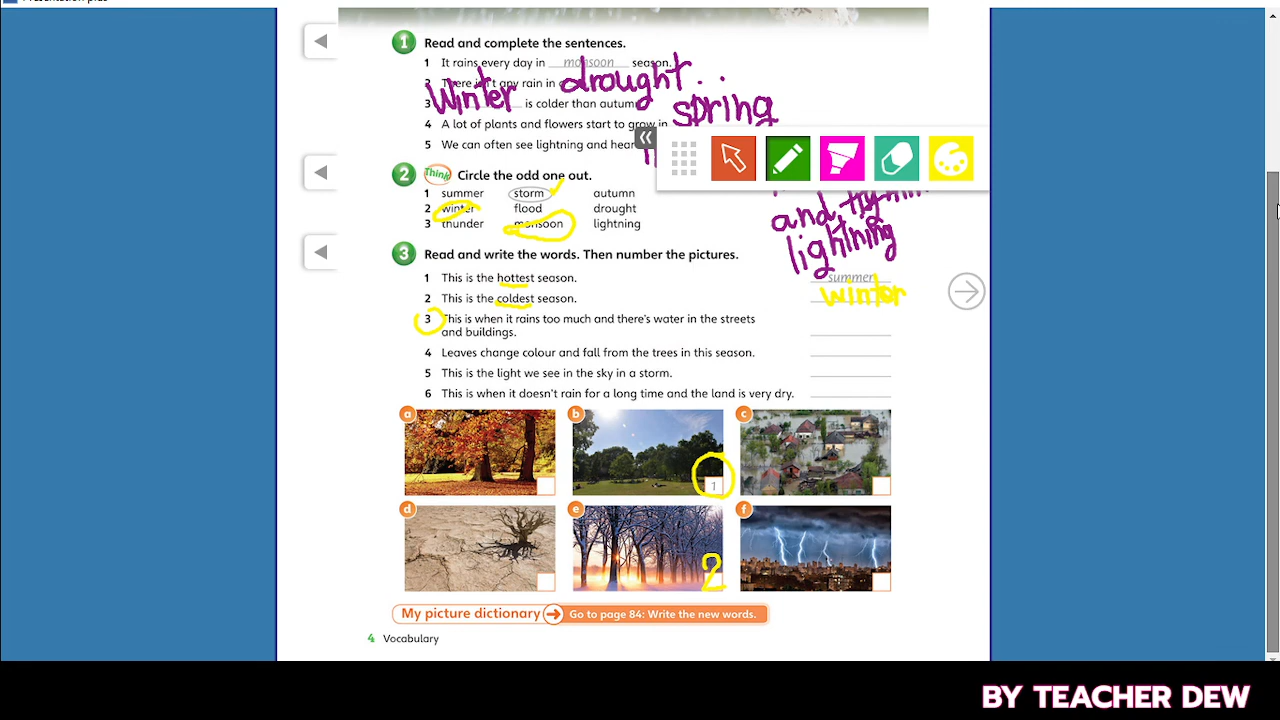 1 Read and complete the sentences.
1 It rains every day in monsoon season.
2 There isn't any rain in a drought..
3 Winter is colder than autumn
4 A lot of plants and flowers start to grow in spring
5 We can often see lightning and hear
and
lightning
2 Think Circle the odd one out.
1 summer storm autumn
2 winter flood drought
3 thunder monsoon lightning
3 Read and write the words. Then number the pictures.
1 This is the hottest season. summer
2 This is the coldest season. winter
3 This is when it rains too much and there's water in the streets
and buildings.
4 Leaves change colour and fall from the trees in this season.
5 This is the light we see in the sky in a storm.
6 This is when it doesn't rain for a long time and the land is very dry.
a b c
1
d e f
2
My picture dictionary Go to page 84: Write the new words.
4 Vocabulary
BY TEACHER DEW